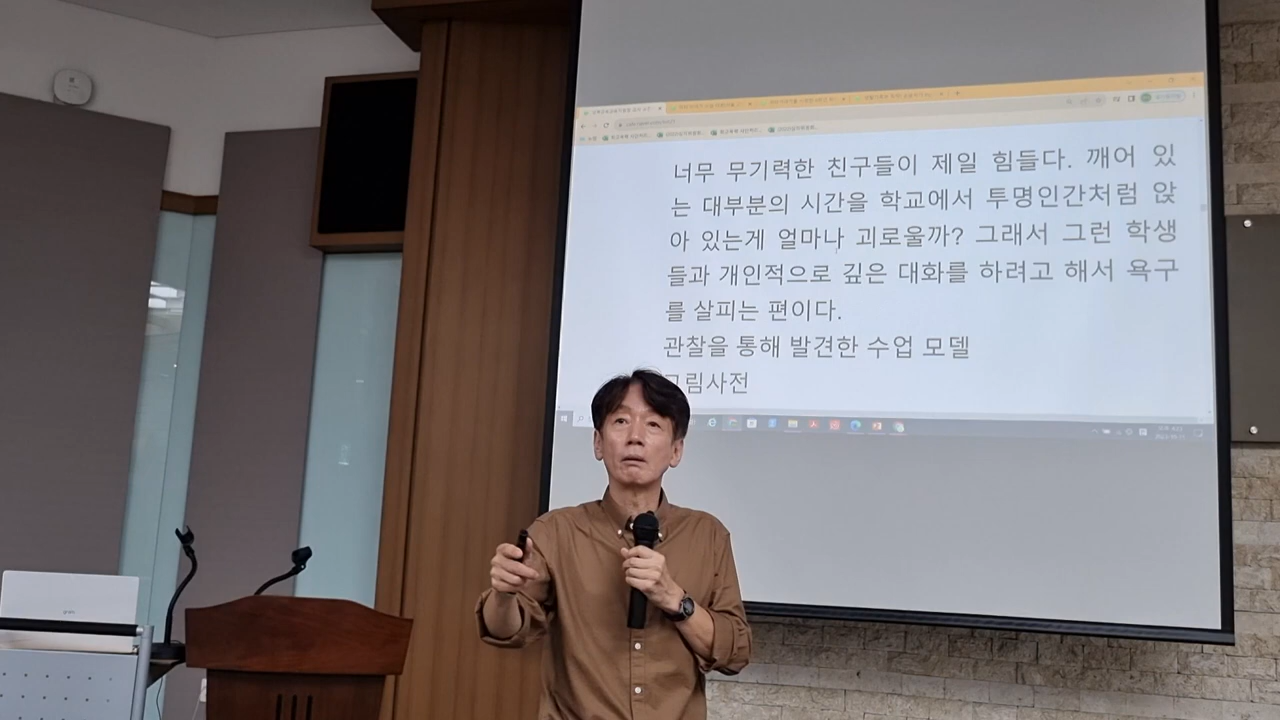 너무 무기력한 친구들이 제일 힘들다. 깨어 있
는 대부분의 시간을 학교에서 투명인간처럼 앉
아 있는게 얼마나 괴로울까? 그래서 그런 학생
들과 개인적으로 깊은 대화를 하려고 해서 욕구
를 살피는 편이다.
관찰을 통해 발견한 수업 모델
그림사전